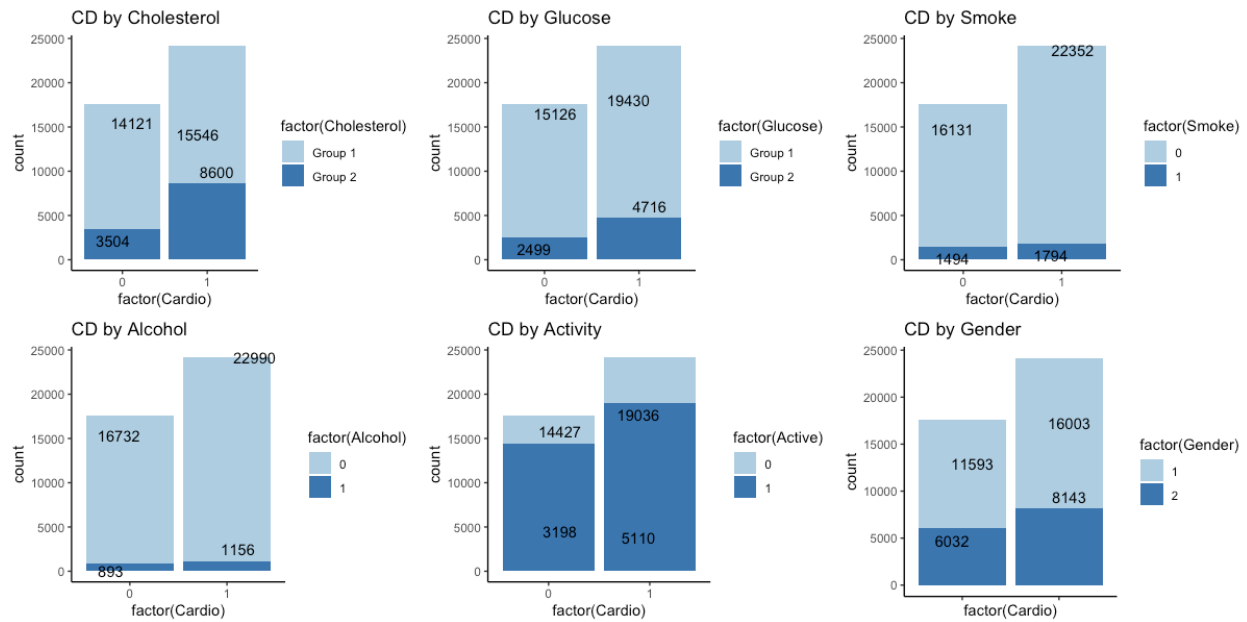 CD by Cholesterol
25000
20000
15000
10000
5000
0
count
14121
3504
15546
8600
0
1
factor(Cardio)
factor(Cholesterol)
Group 1
Group 2
CD by Glucose
25000
20000
15000
10000
5000
0
count
15126
2499
19430
4716
0
1
factor(Cardio)
factor(Glucose)
Group 1
Group 2
CD by Smoke
25000
20000
15000
10000
5000
0
count
16131
1494
22352
1794
0
1
factor(Cardio)
factor(Smoke)
0
1
CD by Alcohol
25000
20000
15000
10000
5000
0
count
16732
893
22990
1156
0
1
factor(Cardio)
factor(Alcohol)
0
1
CD by Activity
25000
20000
15000
10000
5000
0
count
14427
3198
19036
5110
0
1
factor(Cardio)
factor(Active)
0
1
CD by Gender
25000
20000
15000
10000
5000
0
count
11593
6032
16003
8143
factor(Cardio)
factor(Gender)
1
2